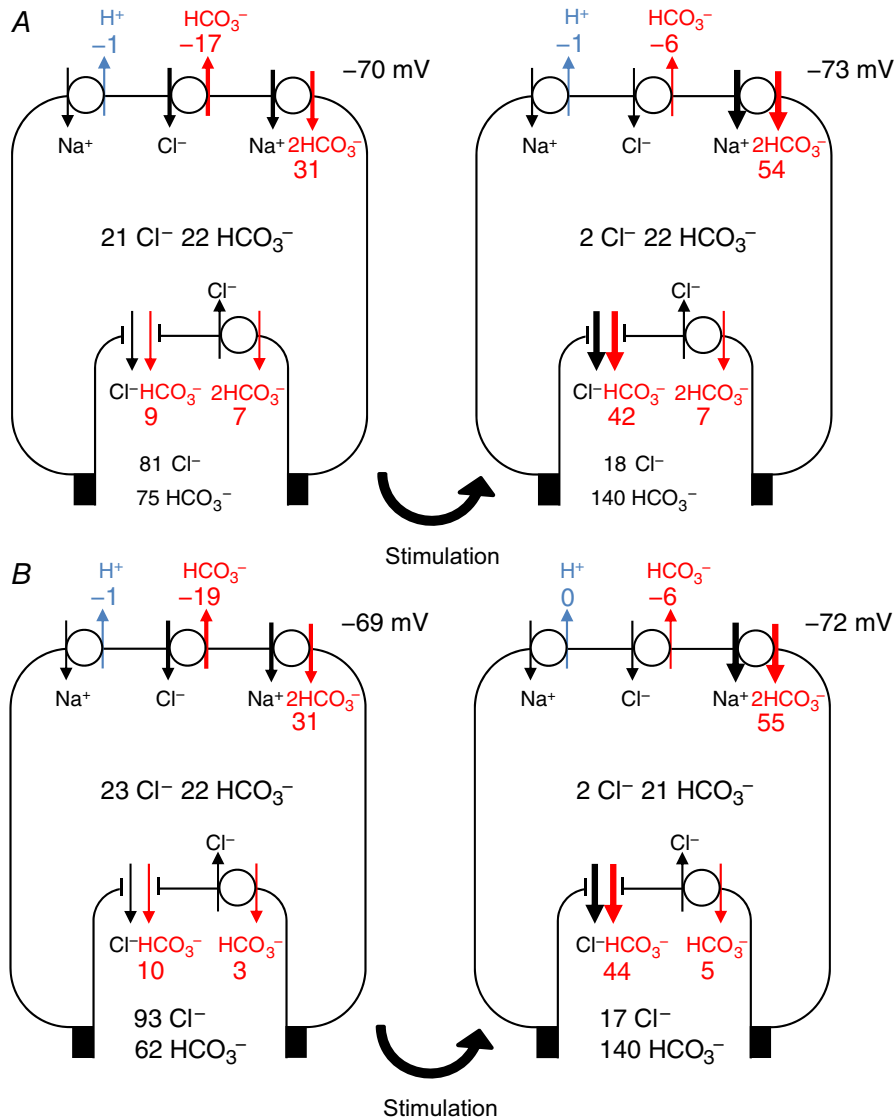 A
H⁺
−1
HCO₃⁻
−17
−70 mV
Na⁺
Cl⁻
Na⁺ 2HCO₃⁻
31
21 Cl⁻ 22 HCO₃⁻
Cl⁻
Cl⁻ HCO₃⁻
9
2HCO₃⁻
7
81 Cl⁻
75 HCO₃⁻
H⁺
−1
HCO₃⁻
−6
−73 mV
Na⁺
Cl⁻
Na⁺ 2HCO₃⁻
54
2 Cl⁻ 22 HCO₃⁻
Cl⁻
Cl⁻ HCO₃⁻
42
2HCO₃⁻
7
18 Cl⁻
140 HCO₃⁻
Stimulation
B
H⁺
−1
HCO₃⁻
−19
−69 mV
Na⁺
Cl⁻
Na⁺ 2HCO₃⁻
31
23 Cl⁻ 22 HCO₃⁻
Cl⁻
Cl⁻ HCO₃⁻
10
HCO₃⁻
3
93 Cl⁻
62 HCO₃⁻
H⁺
0
HCO₃⁻
−6
−72 mV
Na⁺
Cl⁻
Na⁺ 2HCO₃⁻
55
2 Cl⁻ 21 HCO₃⁻
Cl⁻
Cl⁻ HCO₃⁻
44
HCO₃⁻
5
17 Cl⁻
140 HCO₃⁻
Stimulation